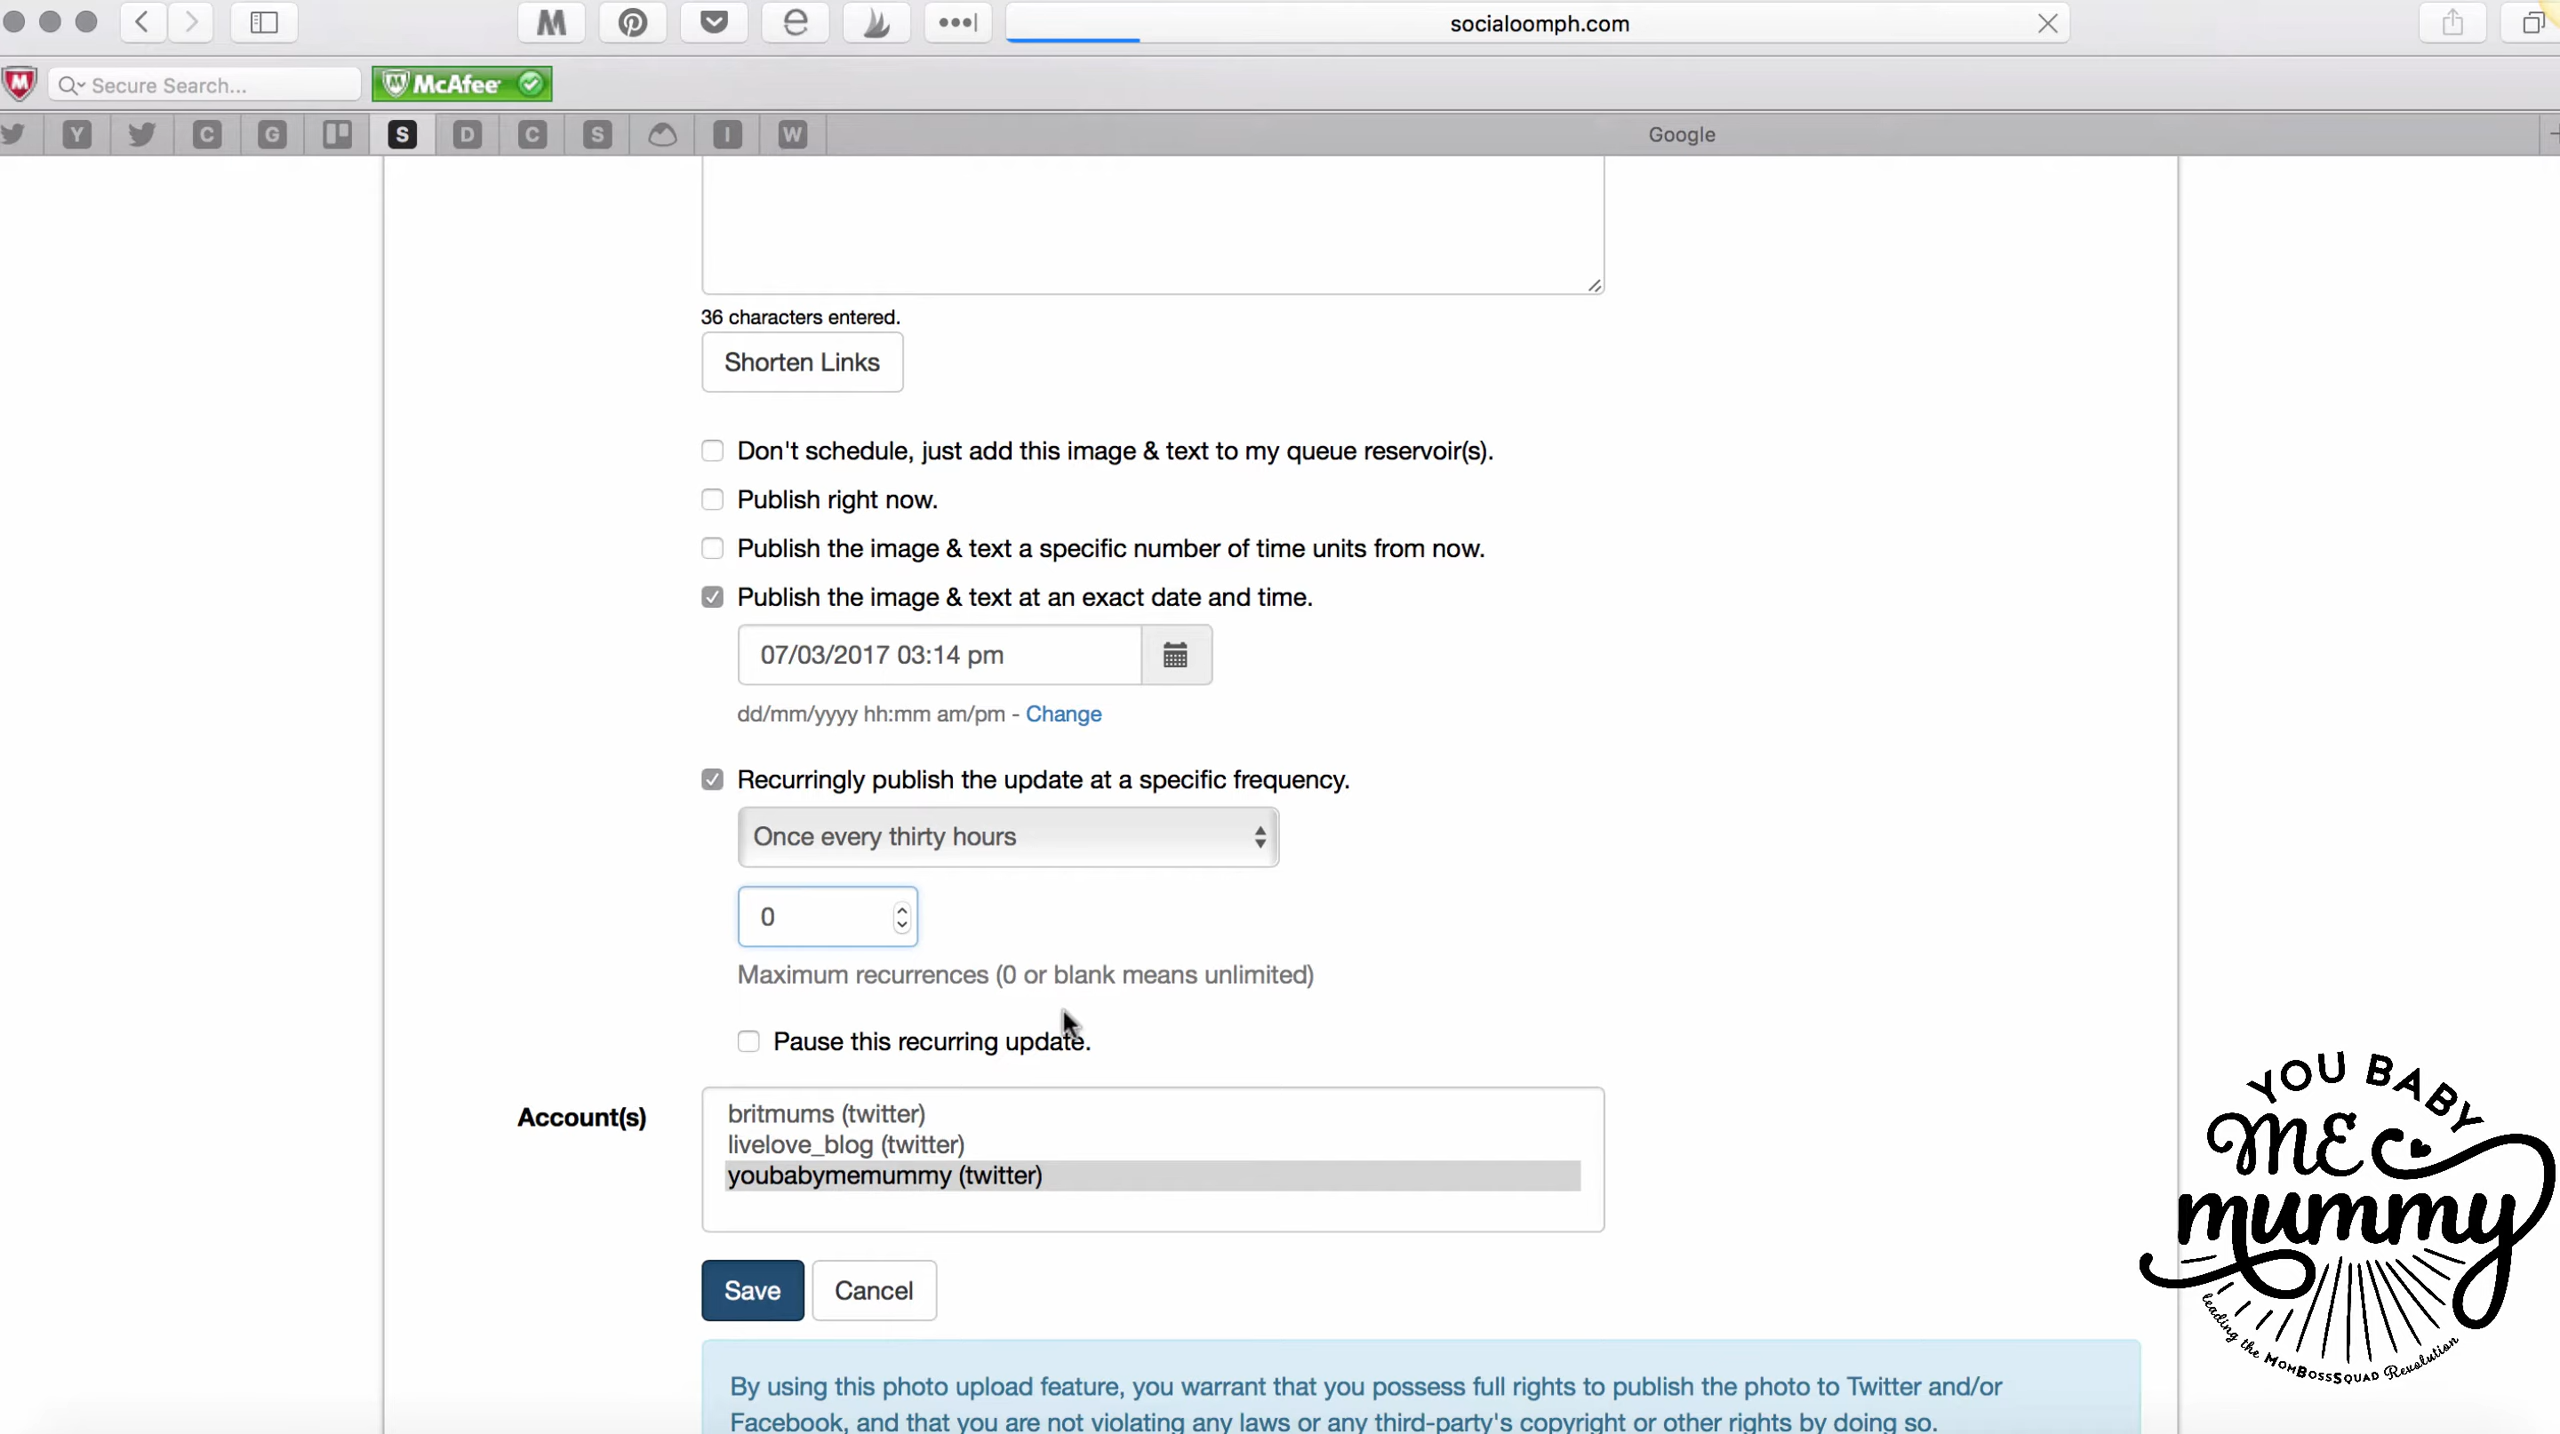 socialoomph.com
Secure Search...
McAfee
Y C G S D C S I W Google
36 characters entered.
Shorten Links
Don't schedule, just add this image & text to my queue reservoir(s).
Publish right now.
Publish the image & text a specific number of time units from now.
Publish the image & text at an exact date and time.
07/03/2017 03:14 pm
dd/mm/yyyy hh:mm am/pm - Change
Recurringly publish the update at a specific frequency.
Once every thirty hours
0
Maximum recurrences (0 or blank means unlimited)
Pause this recurring update.
Account(s)
britmums (twitter)
livelove_blog (twitter)
youbabymemummy (twitter)
Save Cancel
By using this photo upload feature, you warrant that you possess full rights to publish the photo to Twitter and/or
Facebook, and that you are not violating any laws or any third-party's copyright or other rights by doing so.
YOU BABY
ME
mummy
leading the MOMBOSSSQUAD Revolution